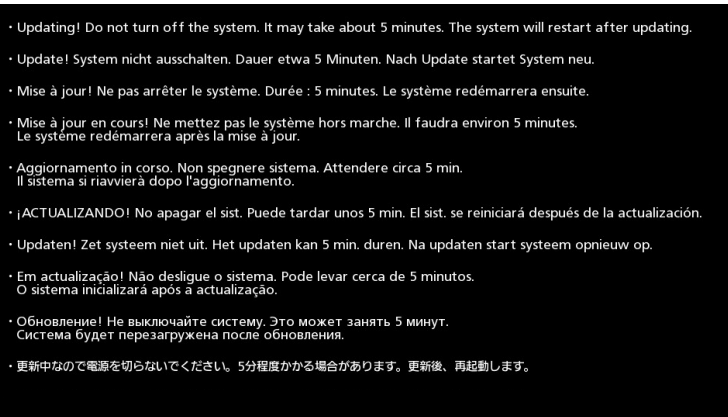 ・Updating! Do not turn off the system. It may take about 5 minutes. The system will restart after updating.
・Update! System nicht ausschalten. Dauer etwa 5 Minuten. Nach Update startet System neu.
・Mise à jour! Ne pas arrêter le système. Durée : 5 minutes. Le système redémarrera ensuite.
・Mise à jour en cours! Ne mettez pas le système hors marche. Il faudra environ 5 minutes.
Le systéme redémarrera après la mise à jour.
・Aggiornamento in corso. Non spegnere sistema. Attendere circa 5 min.
Il sistema si riavvierà dopo l'aggiornamento.
・¡ACTUALIZANDO! No apagar el sist. Puede tardar unos 5 min. El sist. se reiniciará después de la actualización.
・Updaten! Zet systeem niet uit. Het updaten kan 5 min. duren. Na updaten start systeem opnieuw op.
・Em actualização! Não desligue o sistema. Pode levar cerca de 5 minutos.
O sistema inicializará após a actualização.
・Обновление! Не выключайте систему. Это может занять 5 минут.
Система будет перезагружена после обновления.
・更新中なので電源を切らないでください。5分程度かかる場合があります。更新後、再起動します。